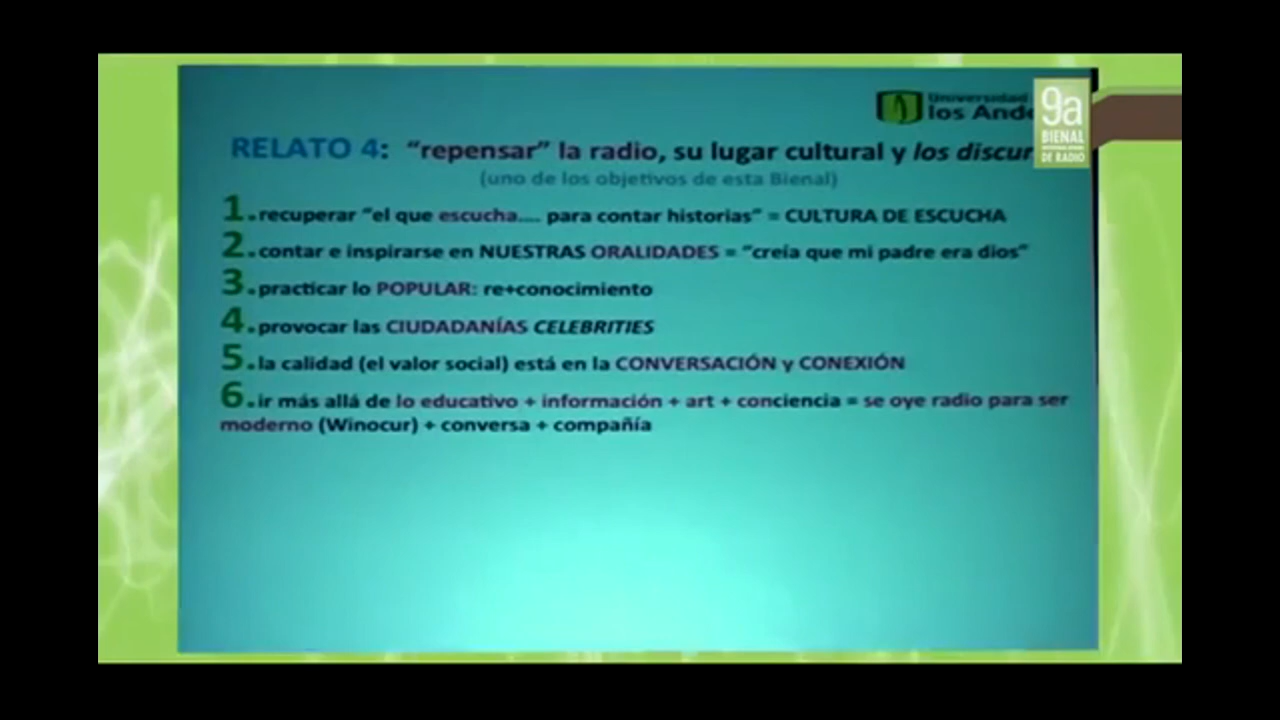 Universidad
los Ande
9a
BIENAL
DE RADIO
RELATO 4: “repensar” la radio, su lugar cultural y los discur
(uno de los objetivos de esta Bienal)
1. recuperar “el que escucha.... para contar historias” = CULTURA DE ESCUCHA
2. contar e inspirarse en NUESTRAS ORALIDADES = “creía que mi padre era dios”
3. practicar lo POPULAR: re+conocimiento
4. provocar las CIUDADANÍAS CELEBRITIES
5. la calidad (el valor social) está en la CONVERSACIÓN y CONEXIÓN
6. ir más allá de lo educativo + información + art + conciencia = se oye radio para ser
moderno (Winocur) + conversa + compañía